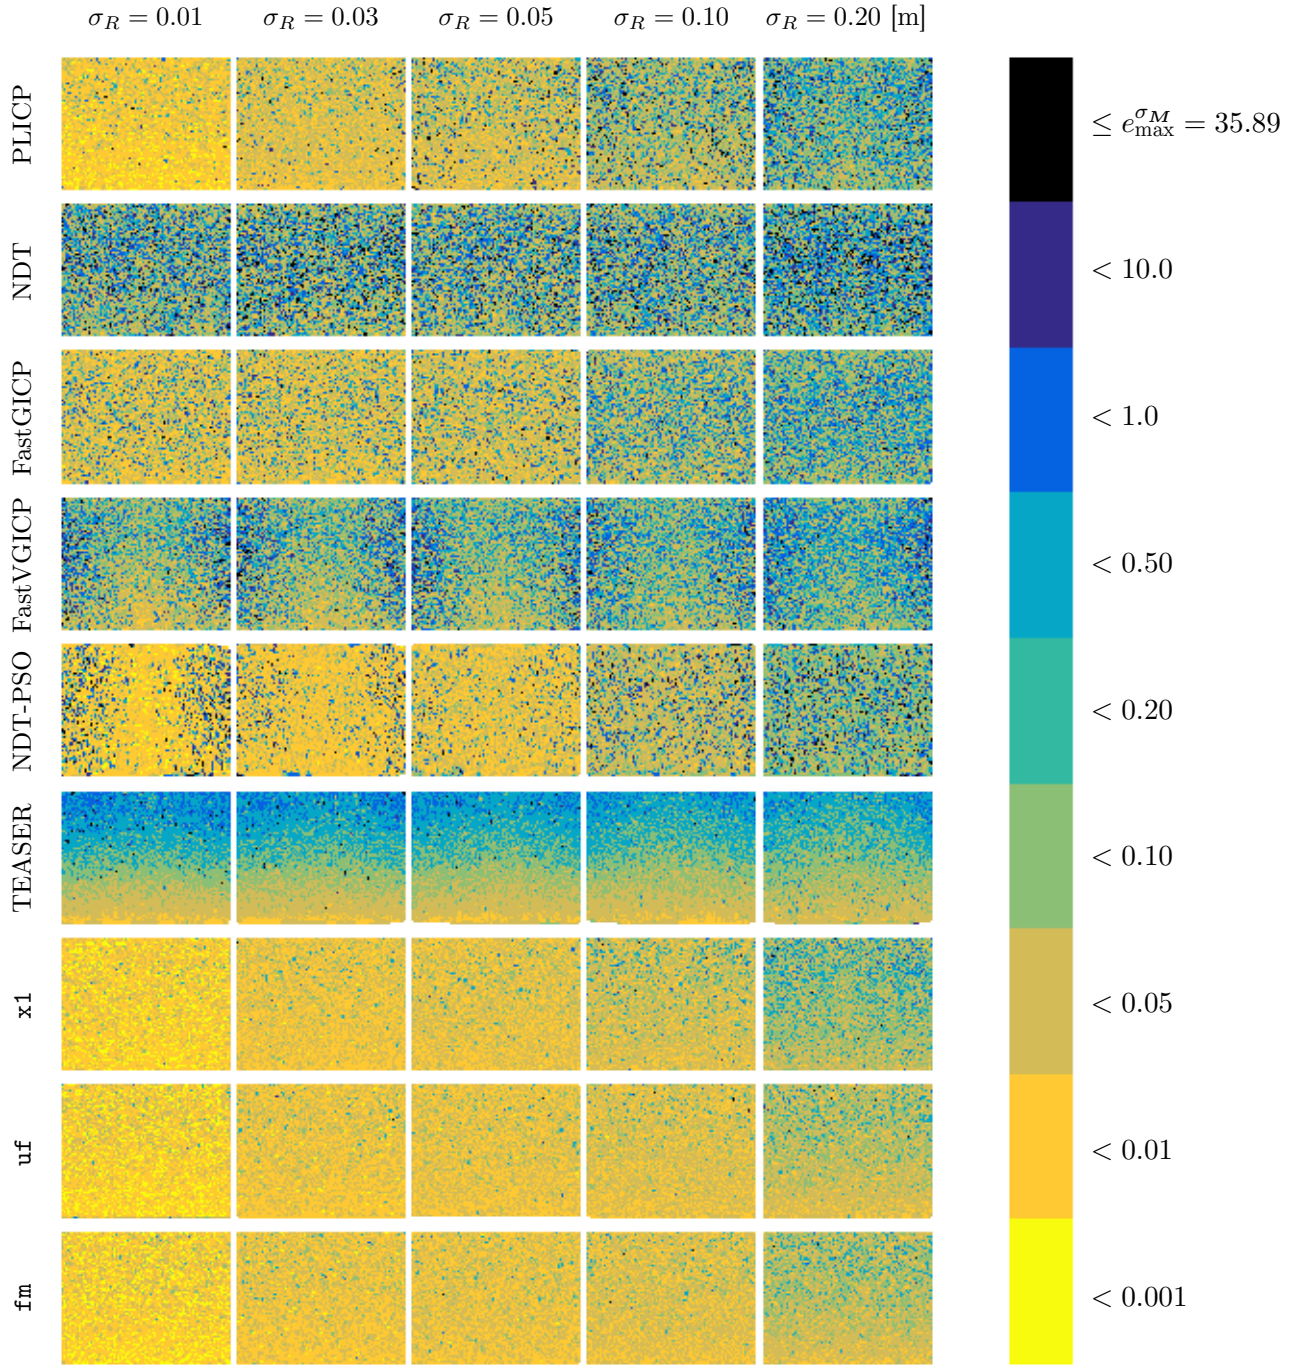 σ_R = 0.01 σ_R = 0.03 σ_R = 0.05 σ_R = 0.10 σ_R = 0.20 [m]
PLICP
NDT
FastGICP
FastVGICP
NDT-PSO
TEASER
x1
uf
fm
≤ e_max^{σ_M} = 35.89
< 10.0
< 1.0
< 0.50
< 0.20
< 0.10
< 0.05
< 0.01
< 0.001